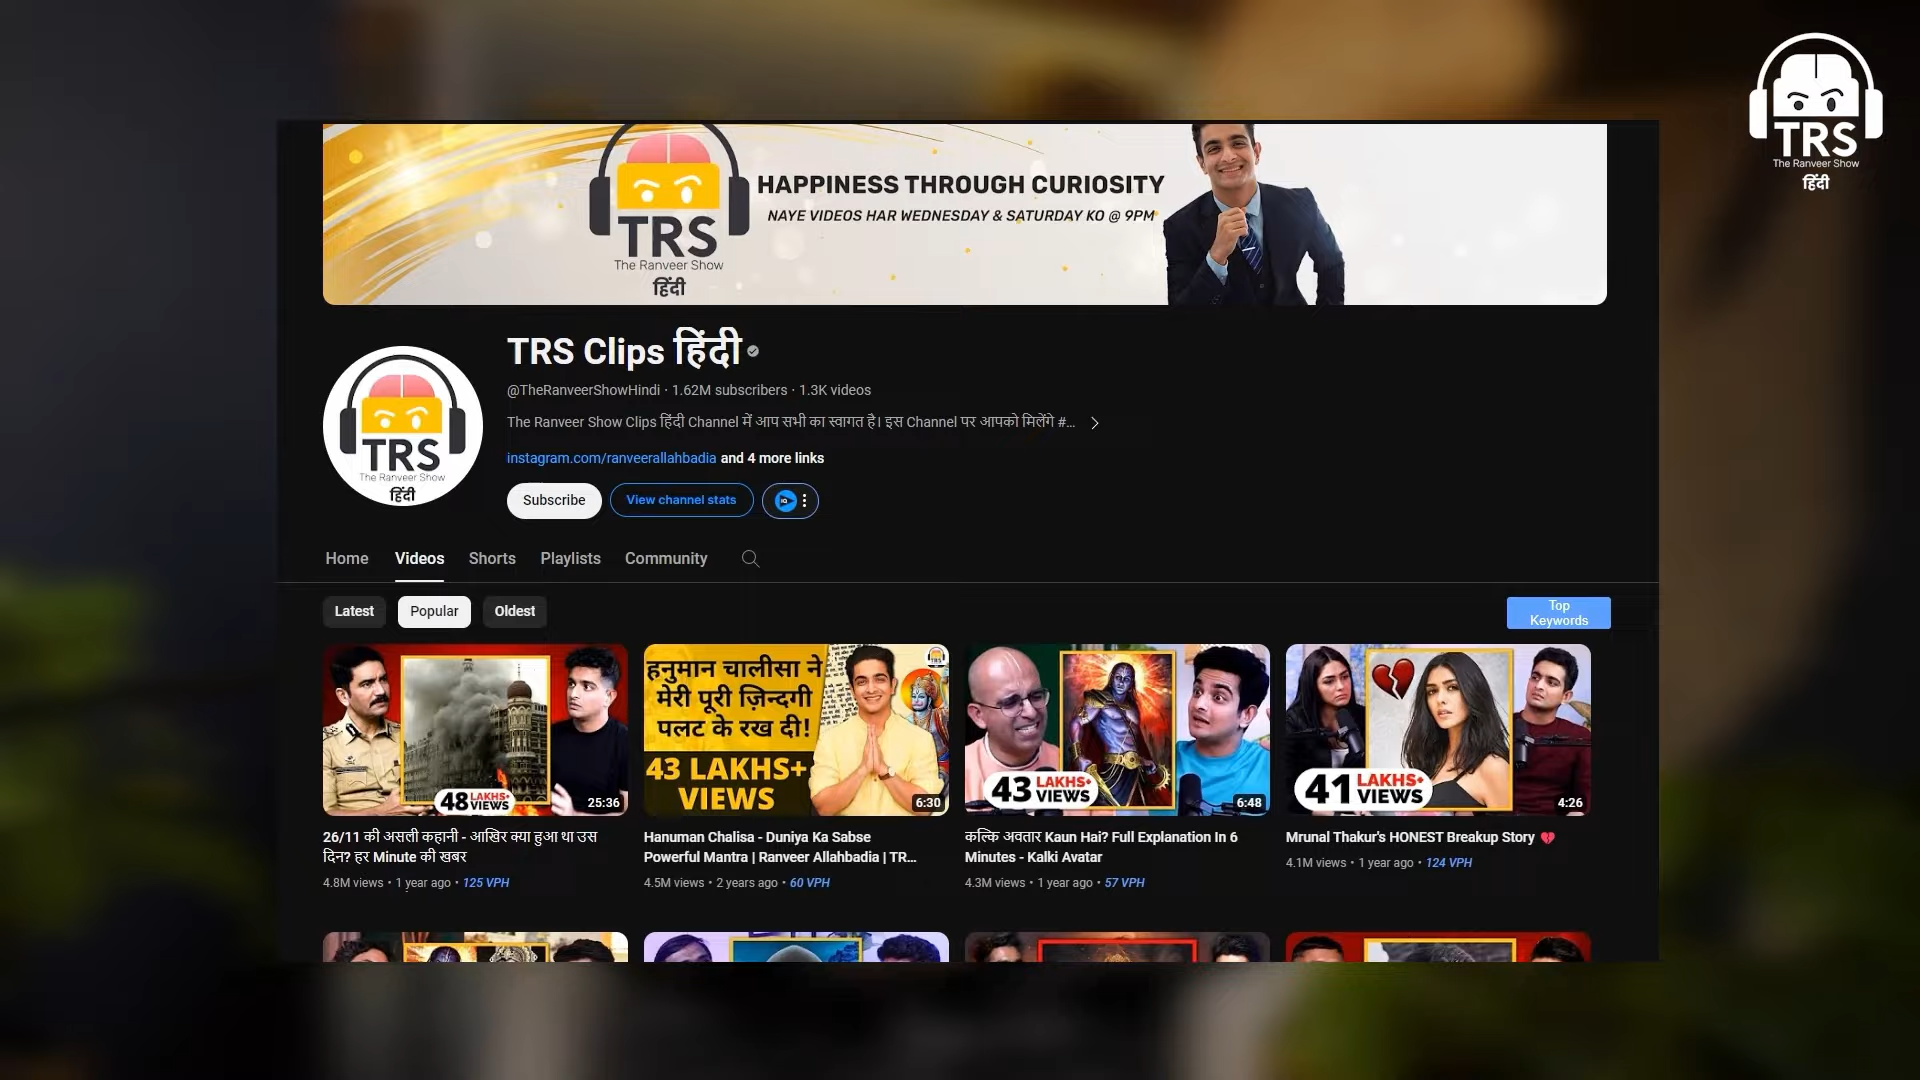 TRS
The Ranveer Show
हिंदी
TRS
The Ranveer Show
हिंदी
HAPPINESS THROUGH CURIOSITY
NAYE VIDEOS HAR WEDNESDAY & SATURDAY KO @ 9PM
TRS
The Ranveer Show
हिंदी
TRS Clips हिंदी
@TheRanveerShowHindi · 1.62M subscribers · 1.3K videos
The Ranveer Show Clips हिंदी Channel में आप सभी का स्वागत है। इस Channel पर आपको मिलेंगे #...
instagram.com/ranveerallahbadia and 4 more links
Subscribe
View channel stats
Home Videos Shorts Playlists Community
Latest Popular Oldest
Top
Keywords
48 LAKHS+
VIEWS
25:36
हनुमान चालीसा ने
मेरी पूरी ज़िन्दगी
पलट के रख दी!
43 LAKHS+
VIEWS
6:30
43 LAKHS+
VIEWS
6:48
41 LAKHS+
VIEWS
4:26
26/11 की असली कहानी - आखिर क्या हुआ था उस
दिन? हर Minute की खबर
4.8M views • 1 year ago • 125 VPH
Hanuman Chalisa - Duniya Ka Sabse
Powerful Mantra | Ranveer Allahbadia | TR...
4.5M views • 2 years ago • 60 VPH
कल्कि अवतार Kaun Hai? Full Explanation In 6
Minutes - Kalki Avatar
4.3M views • 1 year ago • 57 VPH
Mrunal Thakur's HONEST Breakup Story 💔
4.1M views • 1 year ago • 124 VPH